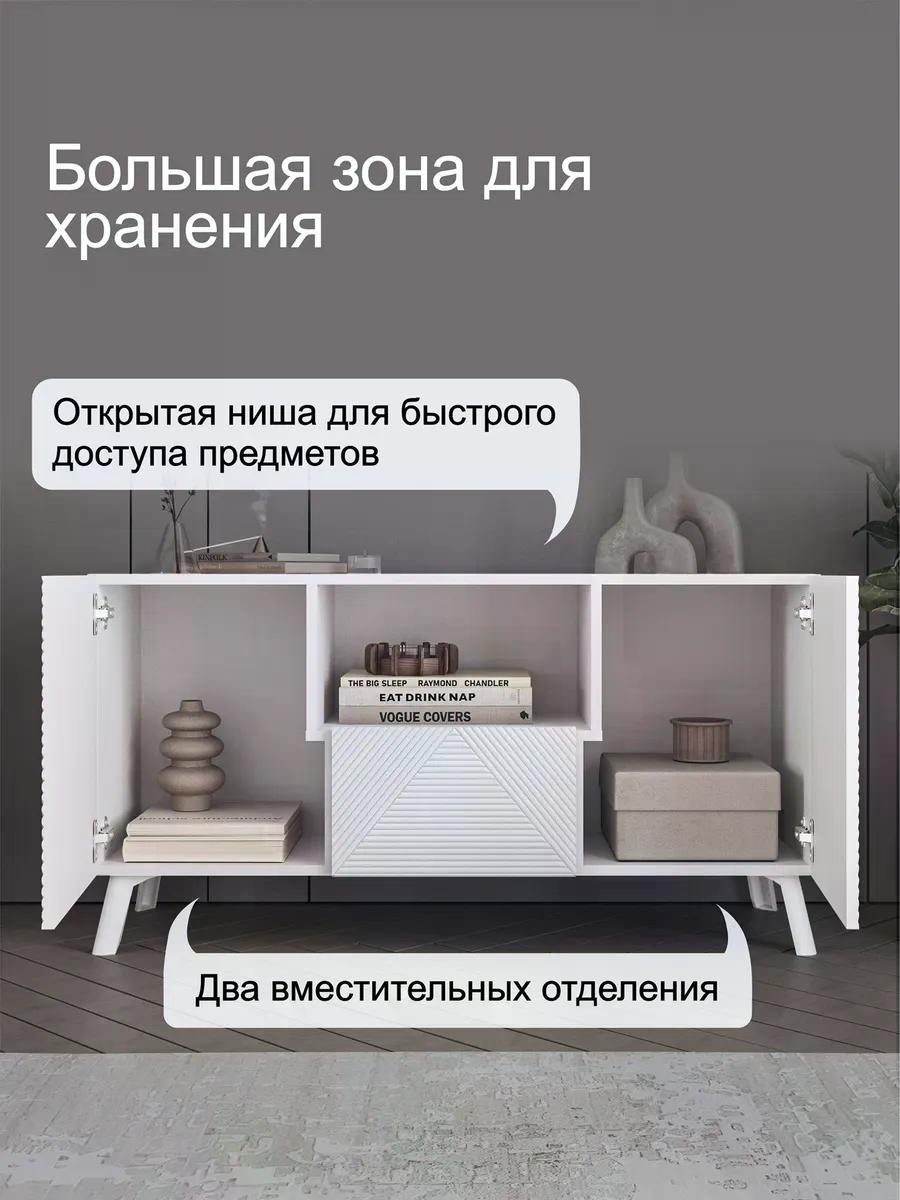 Большая зона для
хранения
Открытая ниша для быстрого
доступа предметов
KINFOLK
THE BIG SLEEP RAYMOND CHANDLER
EAT DRINK NAP
VOGUE COVERS
Два вместительных отделения